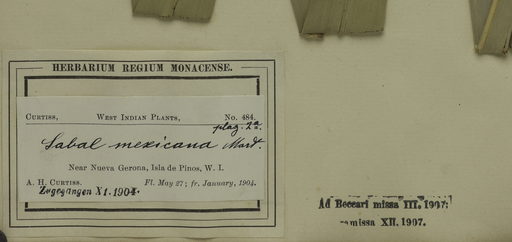 HERBARIUM REGIUM MONACENSE.
CURTISS, WEST INDIAN PLANTS, No. 484.
plag. 2a.
Sabal mexicana Mart.
Near Nueva Gerona, Isla de Pinos, W. I.
A. H. CURTISS. Fl. May 27; fr. January, 1904.
Zugegangen XI. 1904.
Ad Beccari missa III. 1907.
remissa XII. 1907.